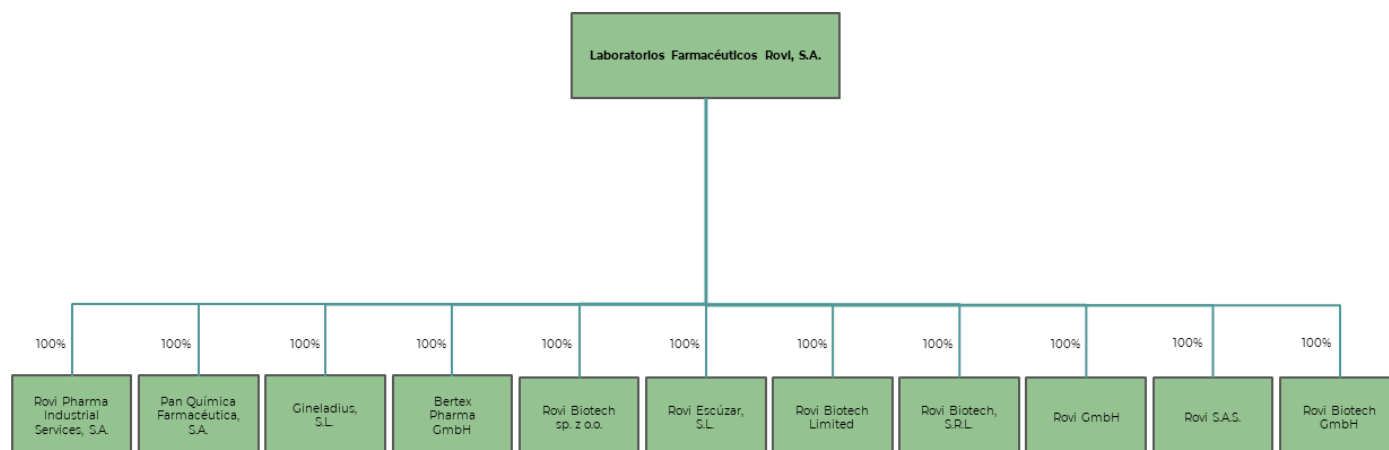 Laboratorios Farmacéuticos Rovi, S.A.
100%
100%
100%
100%
100%
100%
100%
100%
100%
100%
100%
Rovi Pharma
Industrial
Services, S.A.
Pan Química
Farmacéutica,
S.A.
Gineladius,
S.L.
Bertex
Pharma
GmbH
Rovi Biotech
sp. z o.o.
Rovi Escúzar,
S.L.
Rovi Biotech
Limited
Rovi Biotech,
S.R.L.
Rovi GmbH
Rovi S.A.S.
Rovi Biotech
GmbH